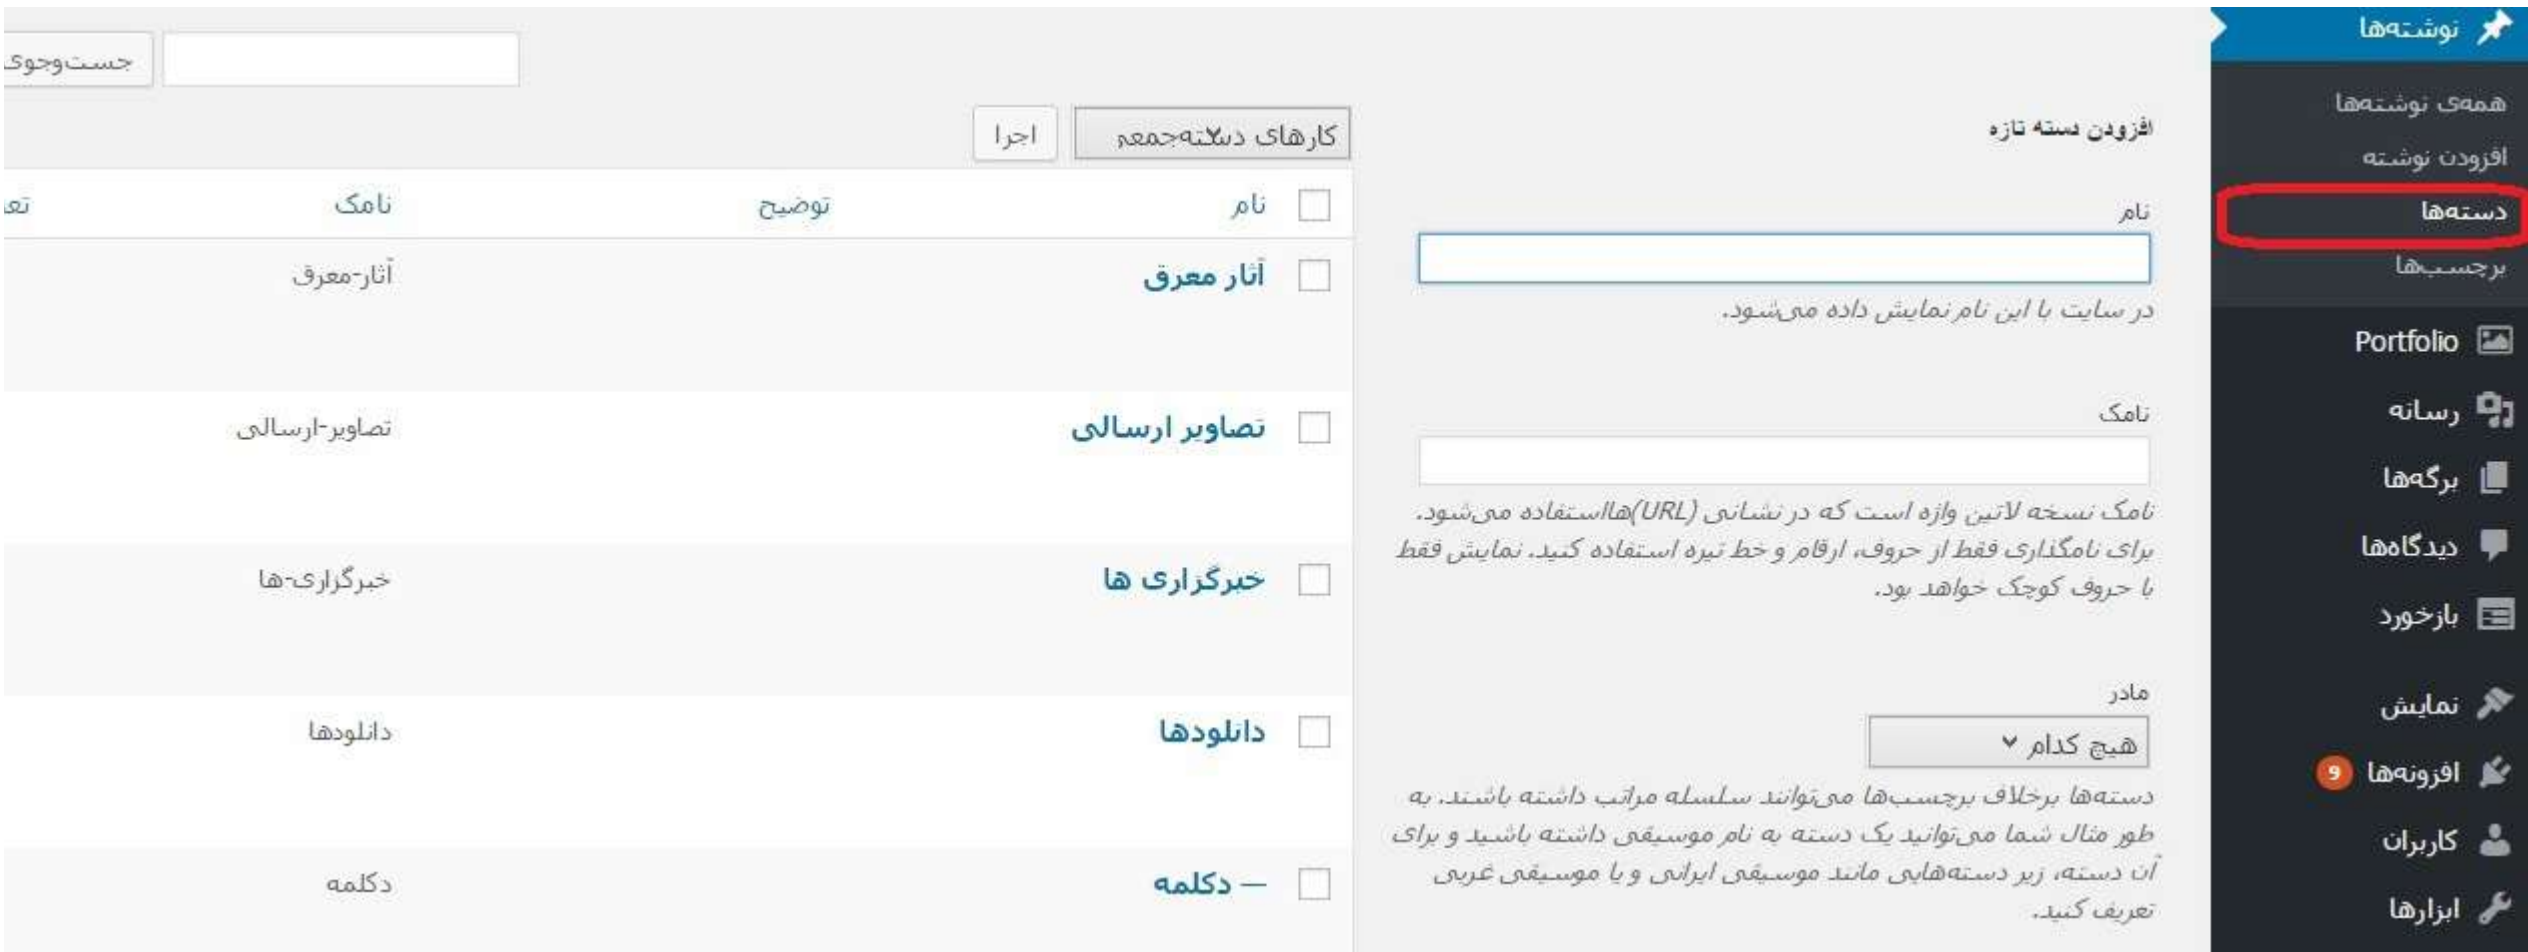 نوشته‌ها
همه‌ی نوشته‌ها
افزودن نوشته
دسته‌ها
برچسب‌ها
Portfolio
رسانه
برگه‌ها
دیدگاه‌ها
بازخورد
نمایش
افزونه‌ها 9
کاربران
ابزارها
افزودن دسته تازه
نام
در سایت با این نام نمایش داده می‌شود.
نامک
نامک نسخه لاتین واژه است که در نشانی (URL)هااستفاده می‌شود.
برای نامگذاری فقط از حروف، ارقام و خط تیره استفاده کنید. نمایش فقط
با حروف کوچک خواهد بود.
مادر
هیچ کدام
دسته‌ها برخلاف برچسب‌ها می‌توانند سلسله مراتب داشته باشند. به
طور مثال شما می‌توانید یک دسته به نام موسیقی داشته باشید و برای
آن دسته، زیر دسته‌هایی مانند موسیقی ایرانی و یا موسیقی غربی
تعریف کنید.
جست‌وجوی
کارهای دسته‌جمعی اجرا
نام توضیح نامک
آثار معرق آثار-معرق
تصاویر ارسالی تصاویر-ارسالی
خبرگزاری ها خبرگزاری-ها
دانلودها دانلودها
— دکلمه دکلمه